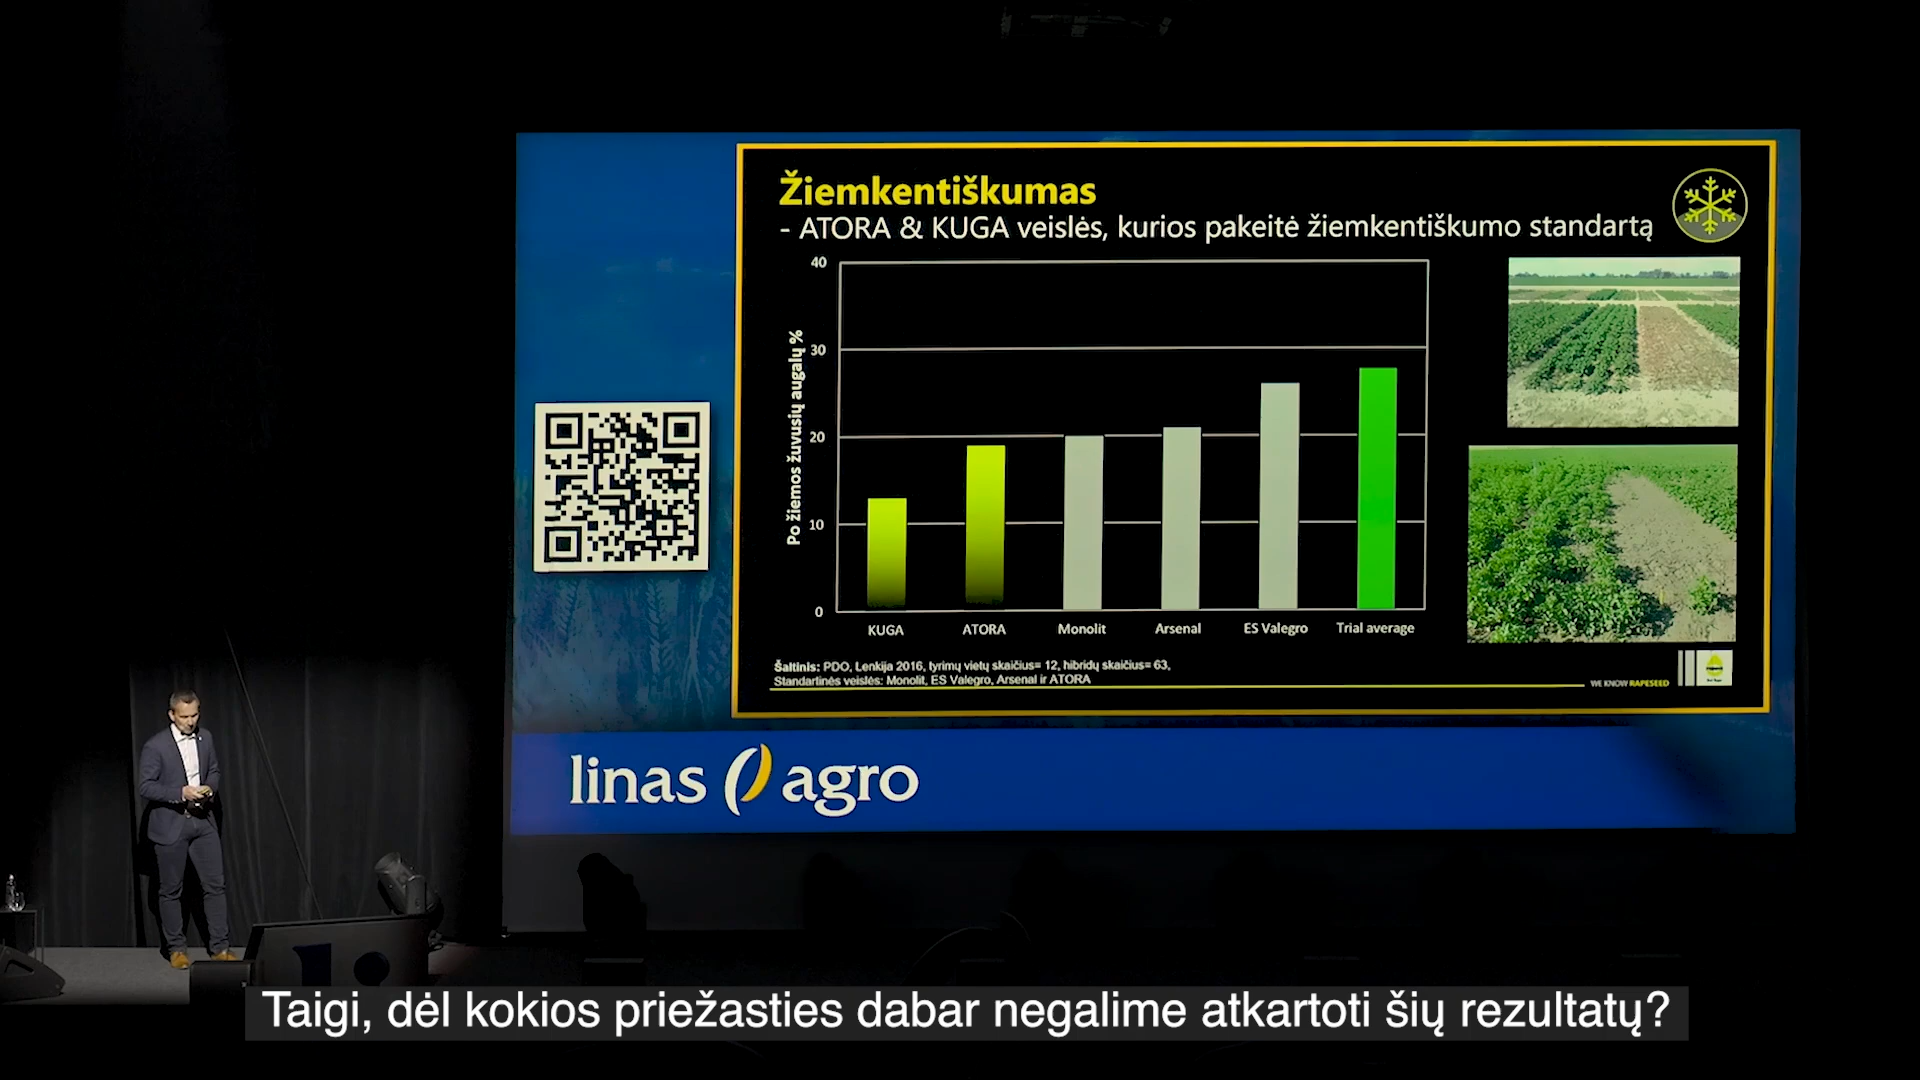 Žiemkentiškumas
- ATORA & KUGA veislės, kurios pakeitė žiemkentiškumo standartą
Po žiemos žuvusių augalų %
40
30
20
10
0
KUGA
ATORA
Monolit
Arsenal
ES Valegro
Trial average
Šaltinis: PDO, Lenkija 2016, tyrimų vietų skaičius= 12, hibridų skaičius= 63,
Standartinės veislės: Monolit, ES Valegro, Arsenal ir ATORA
WE KNOW RAPESEED
linas agro
Taigi, dėl kokios priežasties dabar negalime atkartoti šių rezultatų?